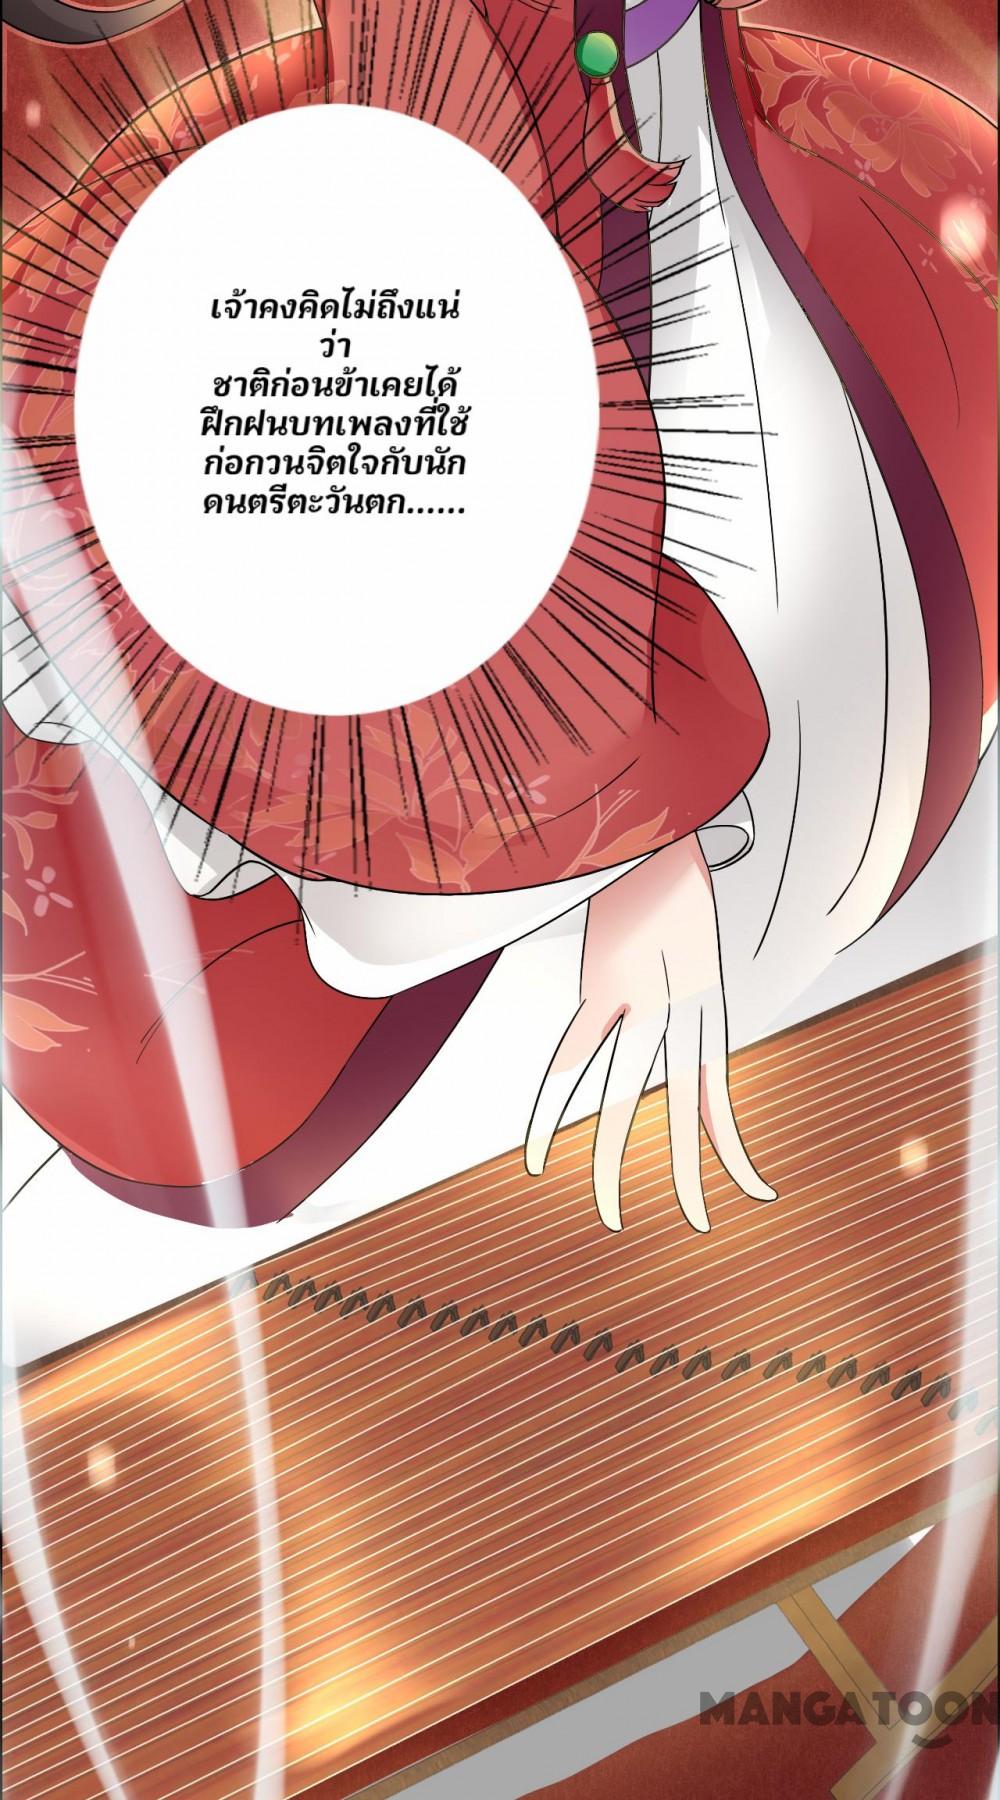 เจ้าคงคิดไม่ถึงแน่
ว่า
ชาติก่อนข้าเคยได้
ฝึกฝนบทเพลงที่ใช้
ก่อกวนจิตใจกับนัก
ดนตรีตะวันตก......
MANGATOON